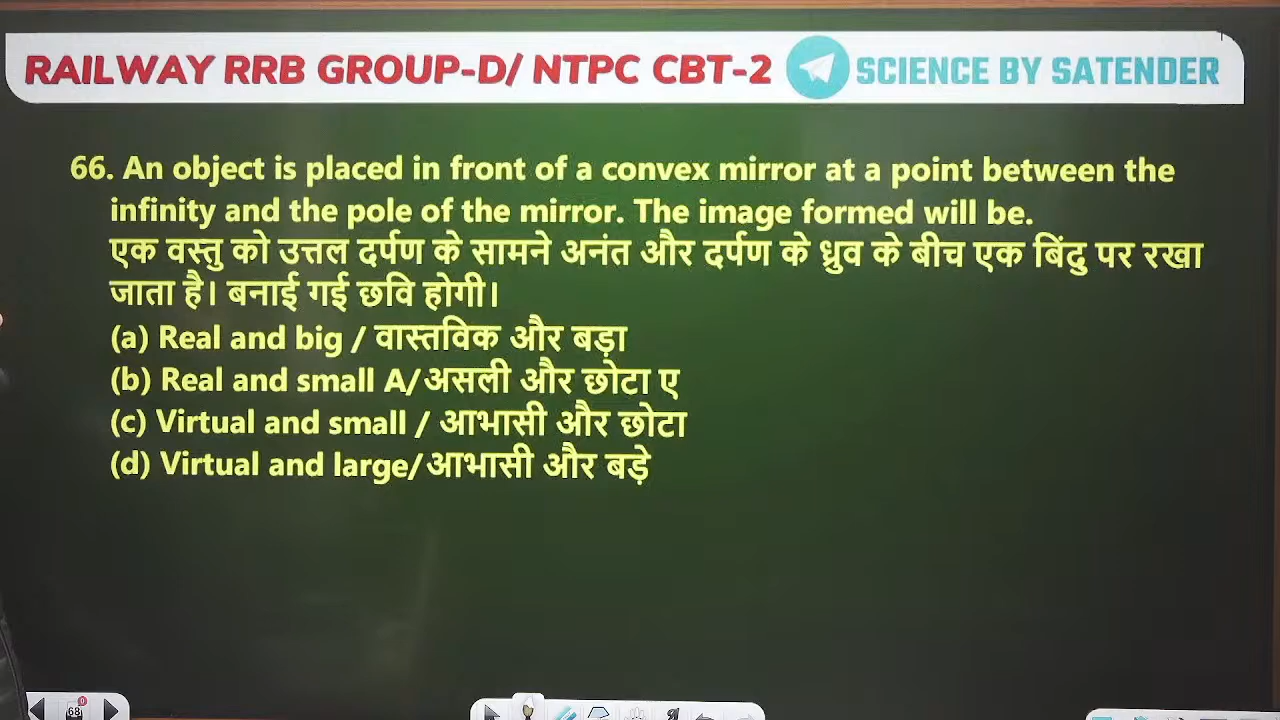 RAILWAY RRB GROUP-D/ NTPC CBT-2 SCIENCE BY SATENDER
66. An object is placed in front of a convex mirror at a point between the
infinity and the pole of the mirror. The image formed will be.
एक वस्तु को उत्तल दर्पण के सामने अनंत और दर्पण के ध्रुव के बीच एक बिंदु पर रखा
जाता है। बनाई गई छवि होगी।
(a) Real and big / वास्तविक और बड़ा
(b) Real and small A/असली और छोटा ए
(c) Virtual and small / आभासी और छोटा
(d) Virtual and large/आभासी और बड़े
68